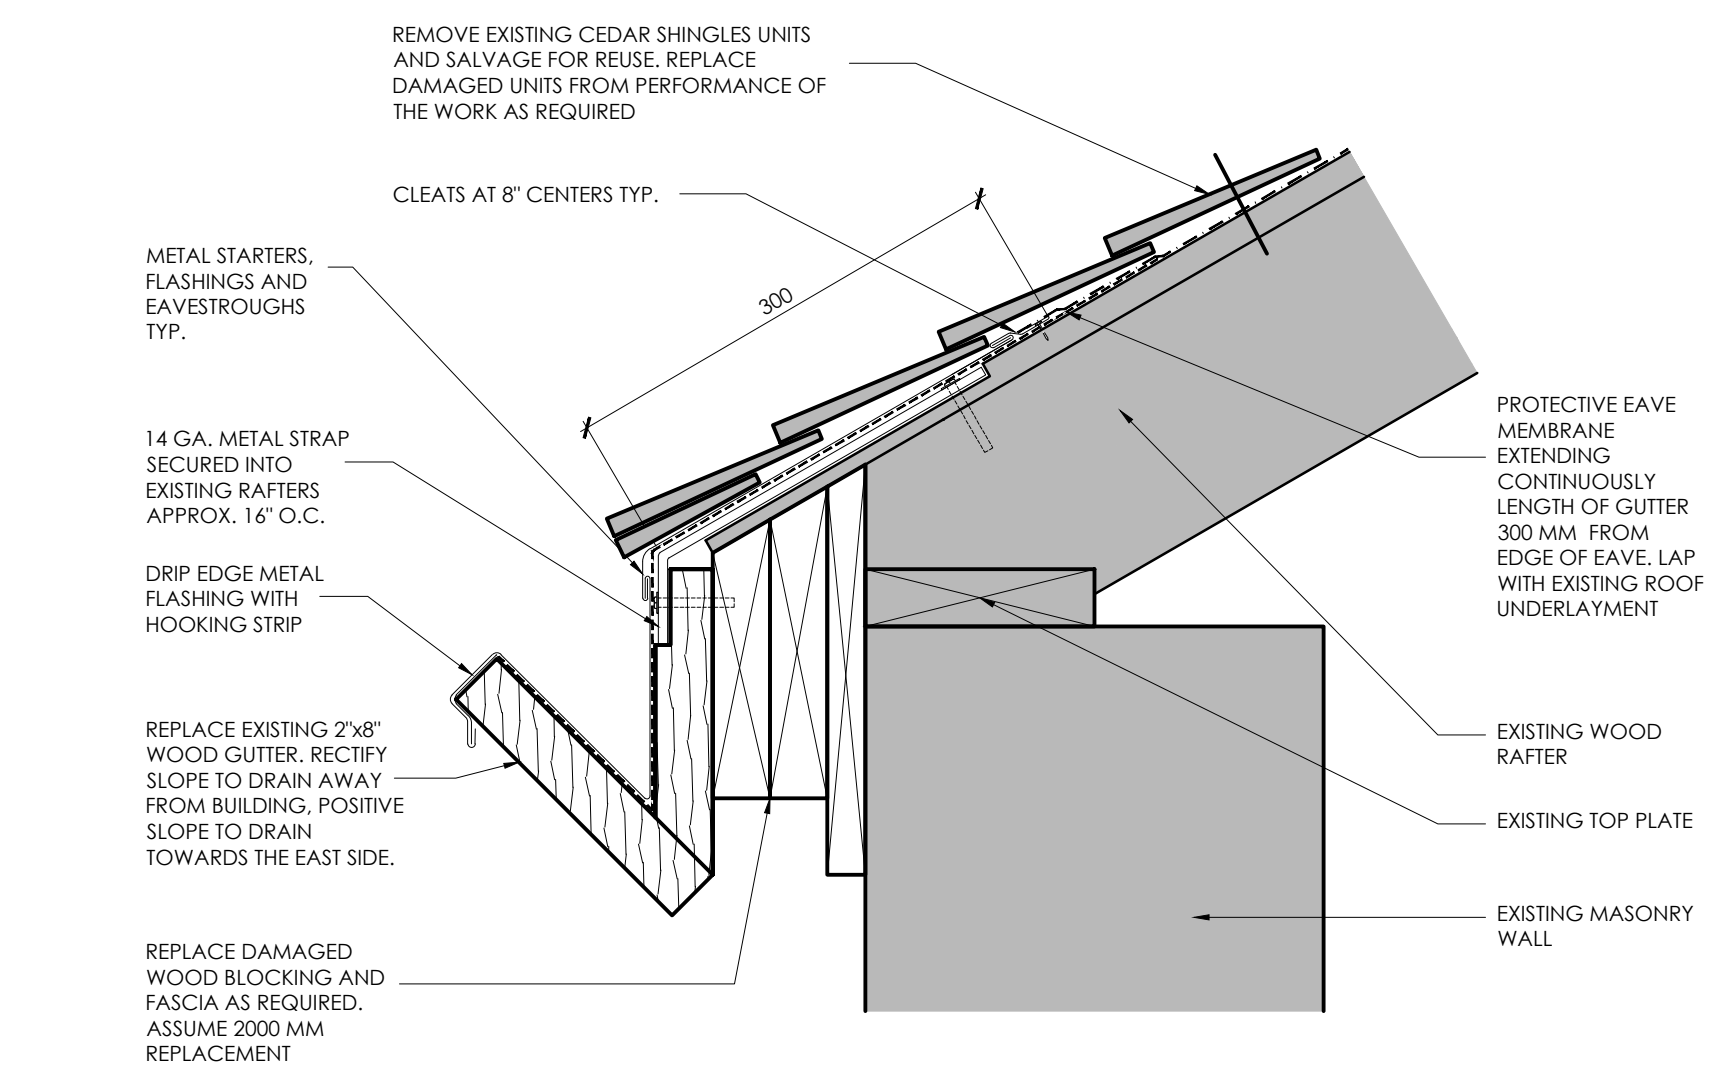 REMOVE EXISTING CEDAR SHINGLES UNITS
AND SALVAGE FOR REUSE. REPLACE
DAMAGED UNITS FROM PERFORMANCE OF
THE WORK AS REQUIRED
CLEATS AT 8" CENTERS TYP.
METAL STARTERS,
FLASHINGS AND
EAVESTROUGHS
TYP.
300
14 GA. METAL STRAP
SECURED INTO
EXISTING RAFTERS
APPROX. 16" O.C.
DRIP EDGE METAL
FLASHING WITH
HOOKING STRIP
REPLACE EXISTING 2"x8"
WOOD GUTTER. RECTIFY
SLOPE TO DRAIN AWAY
FROM BUILDING, POSITIVE
SLOPE TO DRAIN
TOWARDS THE EAST SIDE.
REPLACE DAMAGED
WOOD BLOCKING AND
FASCIA AS REQUIRED.
ASSUME 2000 MM
REPLACEMENT
PROTECTIVE EAVE
MEMBRANE
EXTENDING
CONTINUOUSLY
LENGTH OF GUTTER
300 MM FROM
EDGE OF EAVE. LAP
WITH EXISTING ROOF
UNDERLAYMENT
EXISTING WOOD
RAFTER
EXISTING TOP PLATE
EXISTING MASONRY
WALL